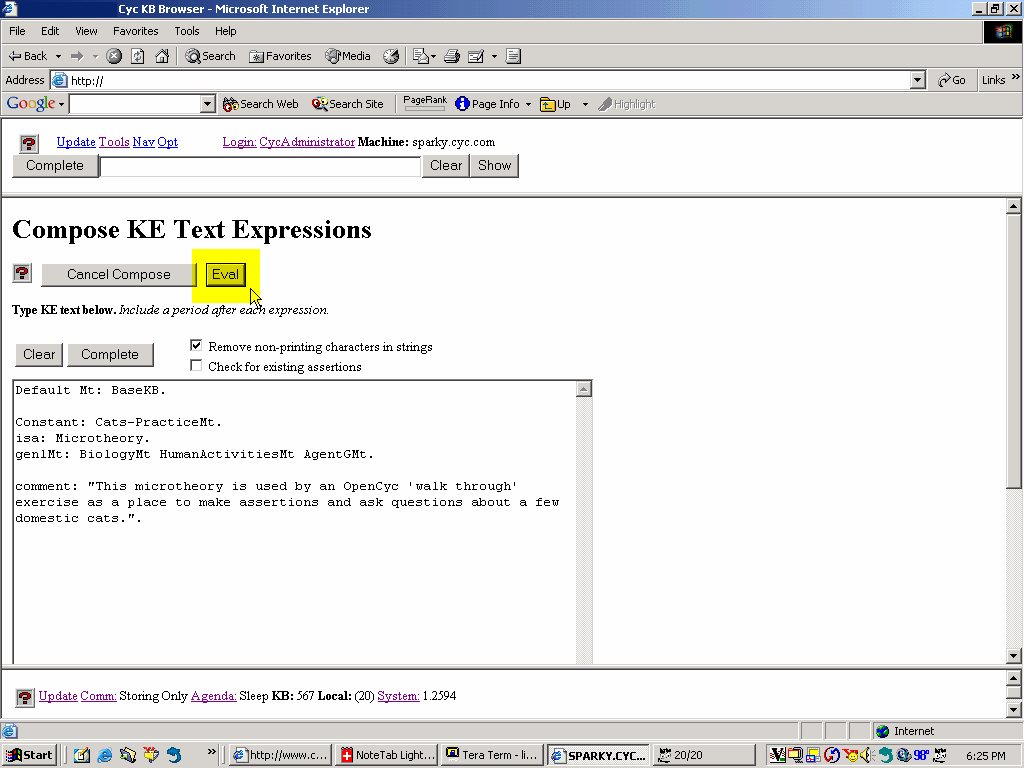 Cyc KB Browser - Microsoft Internet Explorer
File Edit View Favorites Tools Help
Back Search Favorites Media
Address http:// Go Links »
Google Search Web Search Site PageRank Page Info Up Highlight
? Update Tools Nav Opt Login: CycAdministrator Machine: sparky.cyc.com
Complete Clear Show
Compose KE Text Expressions
? Cancel Compose Eval
Type KE text below. Include a period after each expression.
Clear Complete Remove non-printing characters in strings
Check for existing assertions
Default Mt: BaseKB.
Constant: Cats-PracticeMt.
isa: Microtheory.
genlMt: BiologyMt HumanActivitiesMt AgentGMt.
comment: "This microtheory is used by an OpenCyc 'walk through'
exercise as a place to make assertions and ask questions about a few
domestic cats.".
? Update Comm: Storing Only Agenda: Sleep KB: 567 Local: (20) System: 1.2594
Internet
Start » http://www.c... NoteTab Light... Tera Term - li... SPARKY.CYC... 20/20 98° 6:25 PM